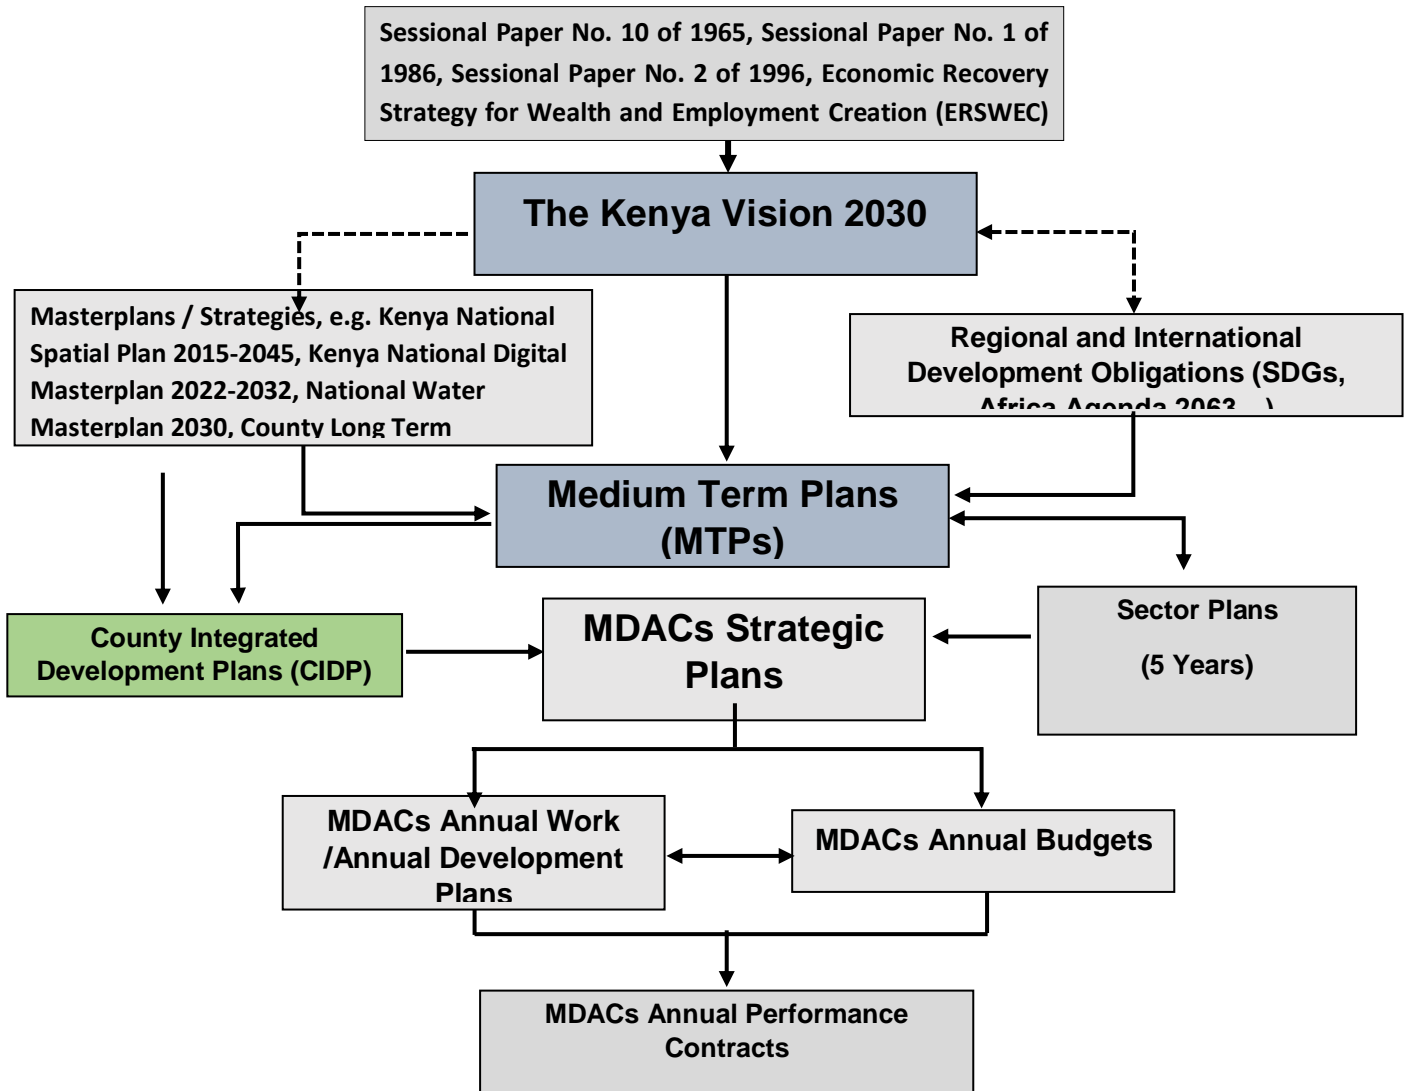 Sessional Paper No. 10 of 1965, Sessional Paper No. 1 of
1986, Sessional Paper No. 2 of 1996, Economic Recovery
Strategy for Wealth and Employment Creation (ERSWEC)
The Kenya Vision 2030
Masterplans / Strategies, e.g. Kenya National
Spatial Plan 2015-2045, Kenya National Digital
Masterplan 2022-2032, National Water
Masterplan 2030, County Long Term
Regional and International
Development Obligations (SDGs,
Africa Agenda 2063...)
Medium Term Plans
(MTPs)
County Integrated
Development Plans (CIDP)
MDACs Strategic
Plans
Sector Plans
(5 Years)
MDACs Annual Work
/Annual Development
Plans
MDACs Annual Budgets
MDACs Annual Performance
Contracts